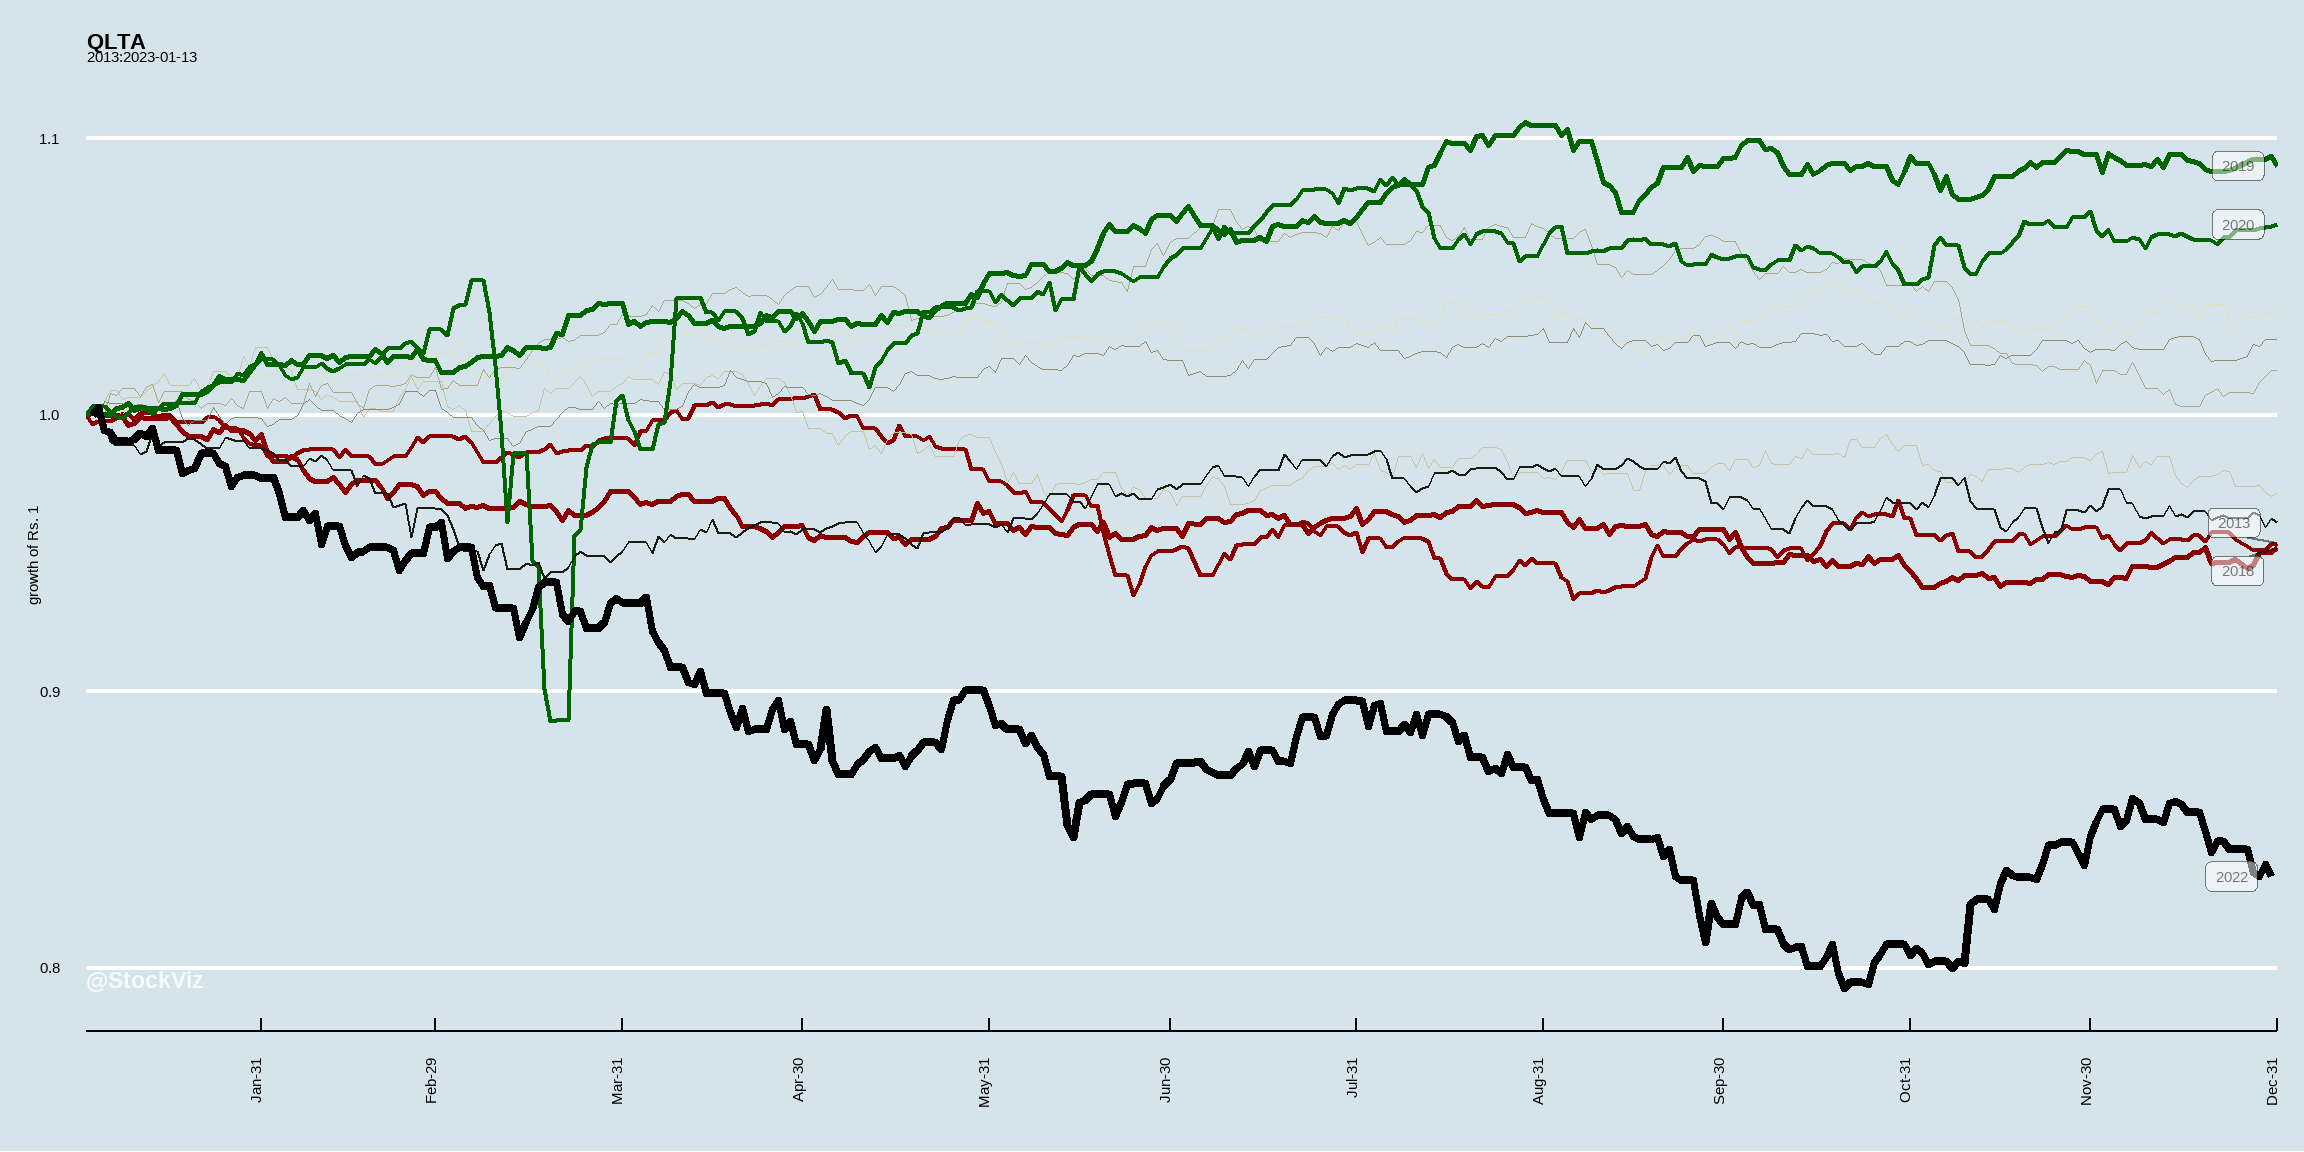 QLTA
2013:2023-01-13
growth of Rs. 1
1.1
1.0
0.9
0.8
2019
2020
2013
2018
2022
@StockViz
Jan-31
Feb-29
Mar-31
Apr-30
May-31
Jun-30
Jul-31
Aug-31
Sep-30
Oct-31
Nov-30
Dec-31